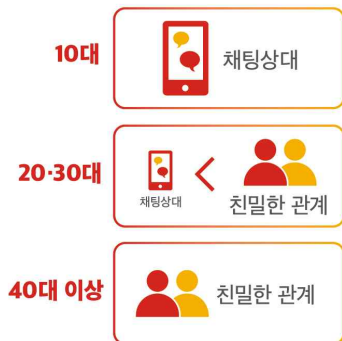 10대
채팅상대
20·30대
채팅상대
<
친밀한 관계
40대 이상
친밀한 관계